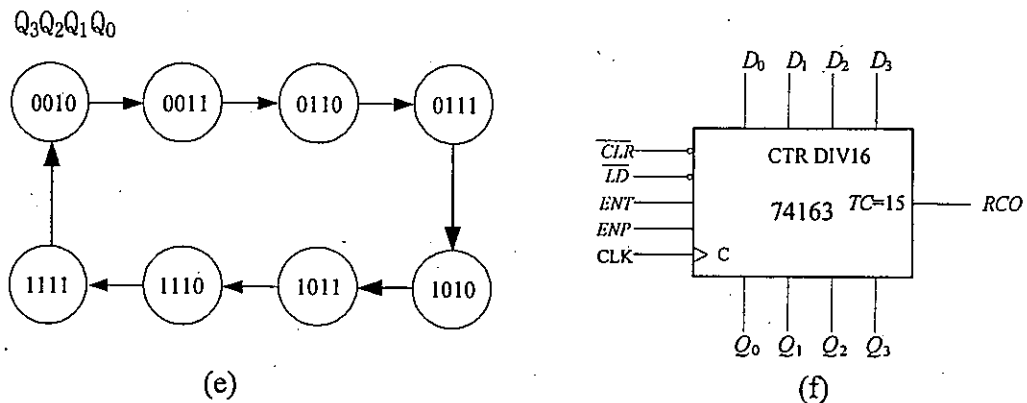 Q₃Q₂Q₁Q₀
0010 0011 0110 0111
1111 1110 1011 1010
(e)
D₀ D₁ D₂ D₃
CLR
LD
ENT
ENP
CLK
CTR DIV16
74163 TC=15
C
RCO
Q₀ Q₁ Q₂ Q₃
(f)